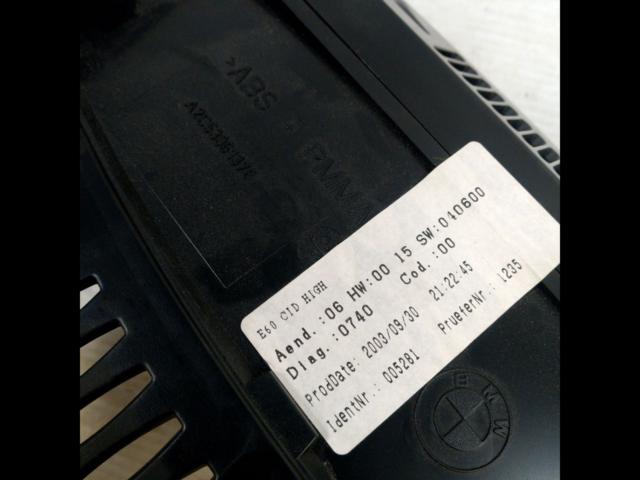 >ABS + PMMA
E60 CID HIGH
Aend.:06 HW:00 15 SW:040600
Diag.:0740 Cod.:00
ProdDate: 2003/09/30 21:22:45
IdentNr.: 005281 PrueferNr.: 1235
BMW